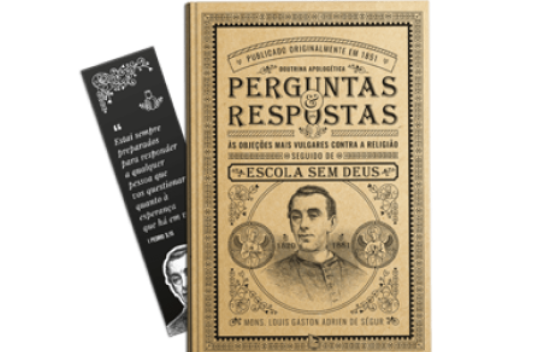 PUBLICADO ORIGINALMENTE EM 1851
DOUTRINA APOLOGÉTICA
PERGUNTAS
&
RESPOSTAS
ÀS OBJEÇÕES MAIS VULGARES CONTRA A RELIGIÃO
SEGUIDO DE
ESCOLA SEM DEUS
1820 1881
MONS. LOUIS GASTON ADRIEN DE SÉGUR
“
Estai sempre
preparados
para responder
a qualquer
pessoa que
vos questionar
quanto à
esperança
que há em v
I PEDRO 3,15